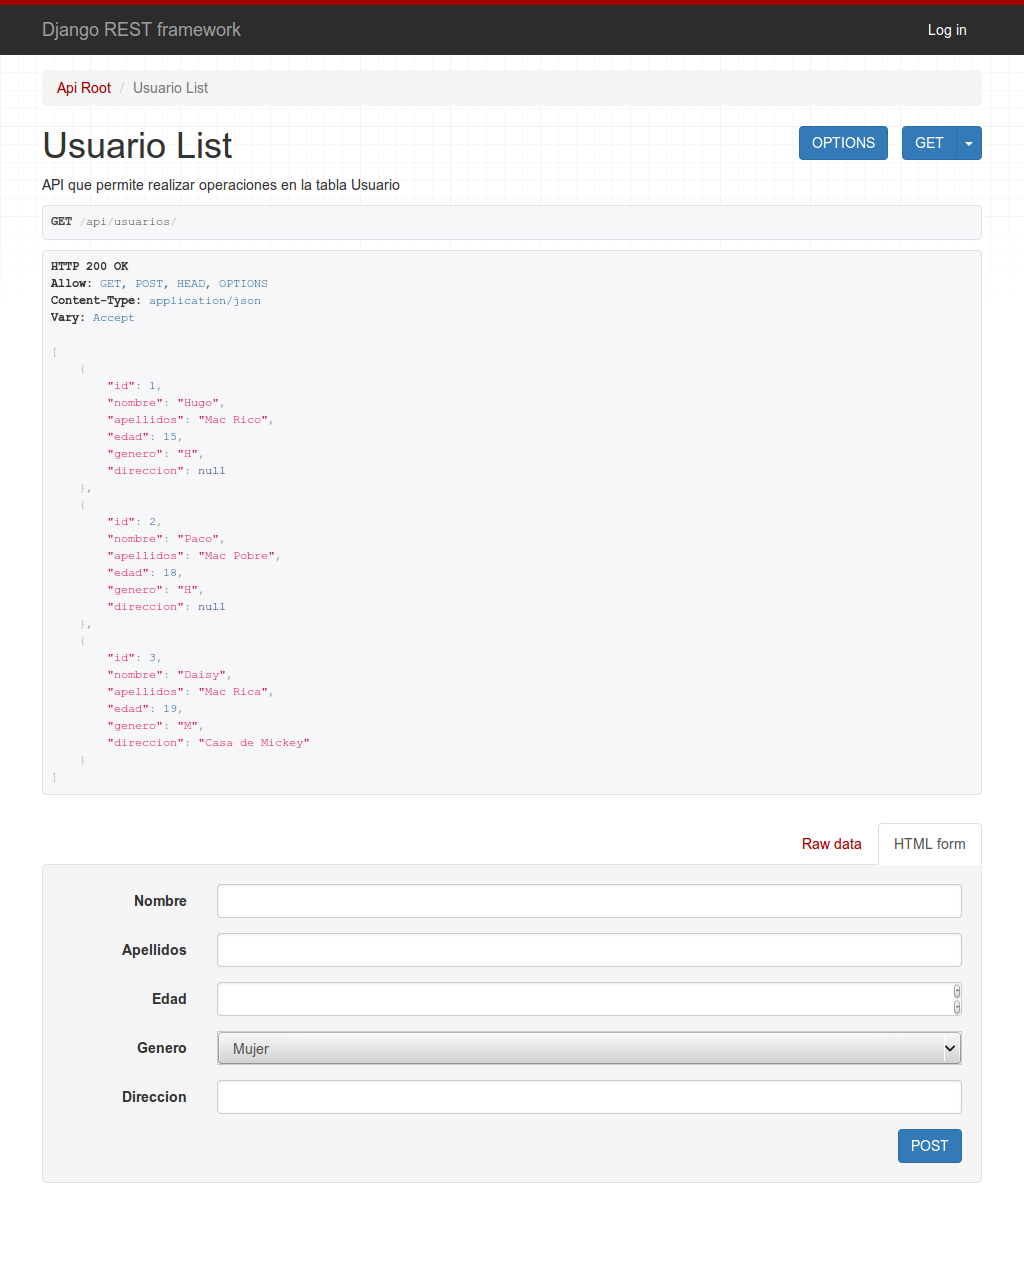 Django REST framework
Log in
Api Root / Usuario List
Usuario List
OPTIONS
GET
API que permite realizar operaciones en la tabla Usuario
GET /api/usuarios/
HTTP 200 OK
Allow: GET, POST, HEAD, OPTIONS
Content-Type: application/json
Vary: Accept
[
    {
        "id": 1,
        "nombre": "Hugo",
        "apellidos": "Mac Rico",
        "edad": 15,
        "genero": "H",
        "direccion": null
    },
    {
        "id": 2,
        "nombre": "Paco",
        "apellidos": "Mac Pobre",
        "edad": 18,
        "genero": "H",
        "direccion": null
    },
    {
        "id": 3,
        "nombre": "Daisy",
        "apellidos": "Mac Rica",
        "edad": 19,
        "genero": "M",
        "direccion": "Casa de Mickey"
    }
]
Raw data
HTML form
Nombre
Apellidos
Edad
Genero
Mujer
Direccion
POST